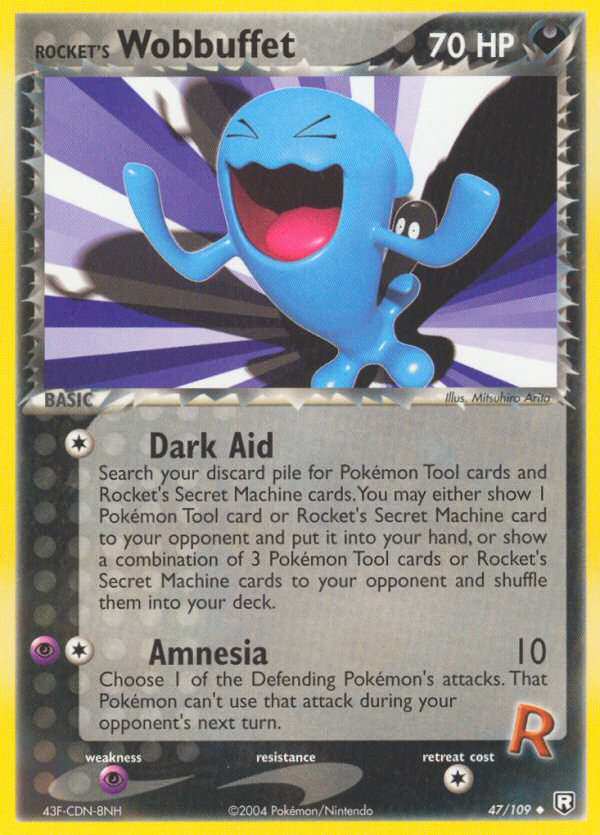 ROCKET'S Wobbuffet 70 HP
BASIC
Illus. Mitsuhiro Arita
Dark Aid
Search your discard pile for Pokémon Tool cards and
Rocket's Secret Machine cards.You may either show 1
Pokémon Tool card or Rocket's Secret Machine card
to your opponent and put it into your hand, or show
a combination of 3 Pokémon Tool cards or Rocket's
Secret Machine cards to your opponent and shuffle
them into your deck.
Amnesia 10
Choose 1 of the Defending Pokémon's attacks. That
Pokémon can't use that attack during your
opponent's next turn.
R
weakness resistance retreat cost
43F-CDN-8NH ©2004 Pokémon/Nintendo 47/109 ◆ R